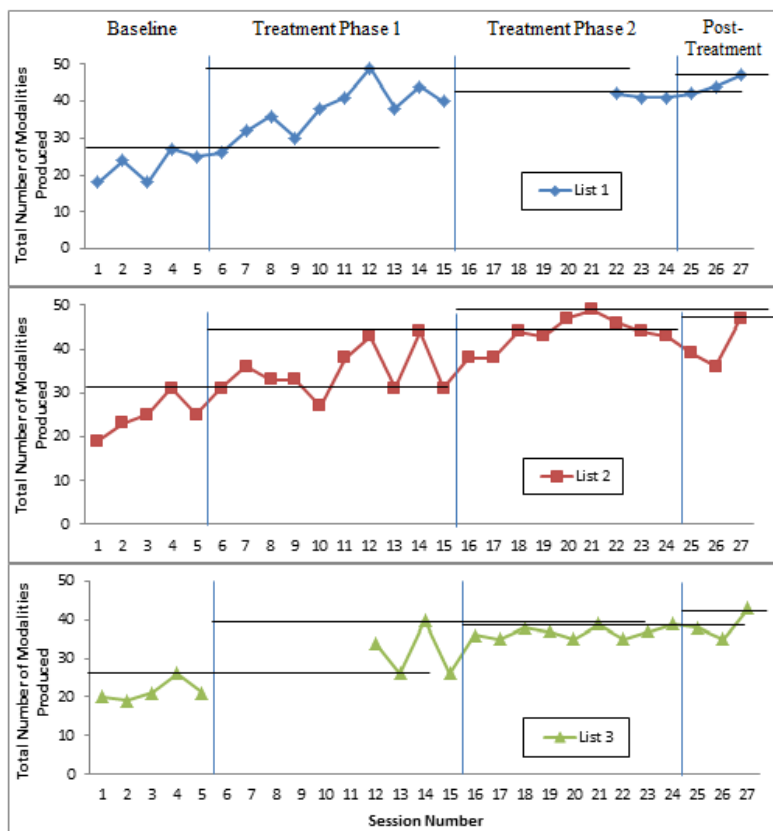 Baseline Treatment Phase 1 Treatment Phase 2 Post-
Treatment
Total Number of Modalities
Produced
50
40
30
20
10
0
List 1
1 2 3 4 5 6 7 8 9 10 11 12 13 14 15 16 17 18 19 20 21 22 23 24 25 26 27
Total Number of Modalities
Produced
50
40
30
20
10
0
List 2
1 2 3 4 5 6 7 8 9 10 11 12 13 14 15 16 17 18 19 20 21 22 23 24 25 26 27
Total Number of Modalities
Produced
50
40
30
20
10
0
List 3
1 2 3 4 5 6 7 8 9 10 11 12 13 14 15 16 17 18 19 20 21 22 23 24 25 26 27
Session Number